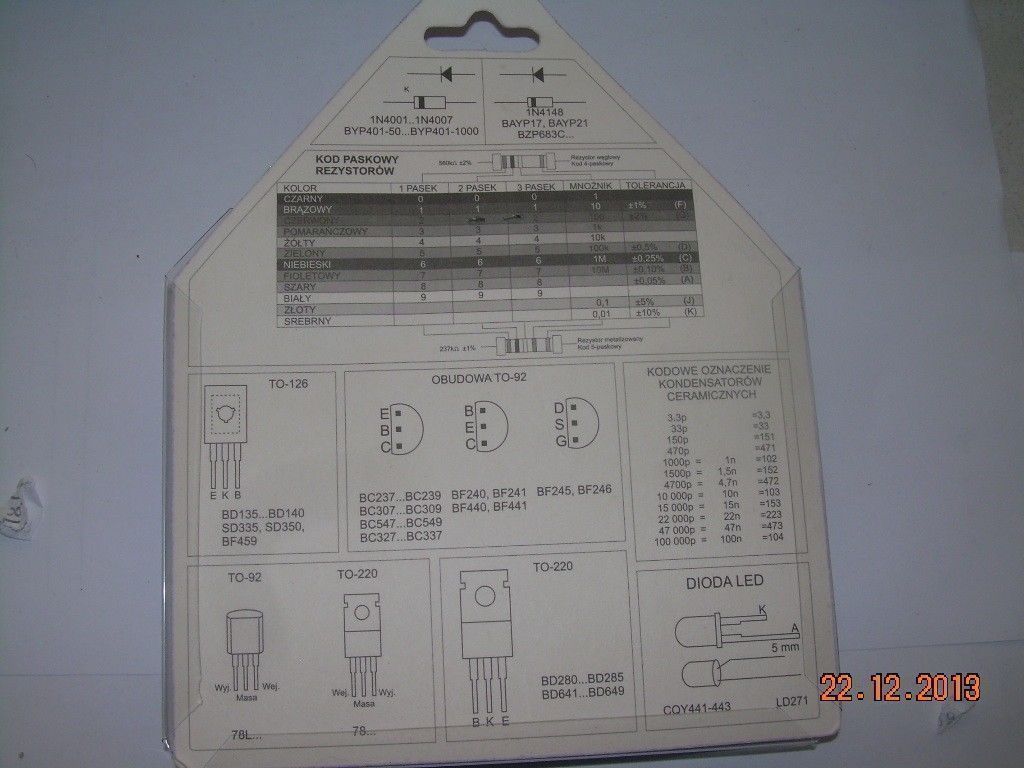 K
1N4001..1N4007
BYP401-50...BYP401-1000
1N4148
BAYP17, BAYP21
BZP683C...
KOD PASKOWY
REZYSTORÓW
560kΩ ±2%
Rezystor węglowy
Kod 4-paskowy
KOLOR 1 PASEK 2 PASEK 3 PASEK MNOŻNIK TOLERANCJA
CZARNY 0 0 0 1
BRĄZOWY 1 1 1 10 ±1% (F)
CZERWONY 2 100 ±2%
POMARAŃCZOWY 3 3 3 1k
ŻÓŁTY 4 4 4 10k
ZIELONY 5 5 5 100k ±0,5% (D)
NIEBIESKI 6 6 6 1M ±0,25% (C)
FIOLETOWY 7 7 7 10M ±0,10% (B)
SZARY 8 8 8 ±0,05% (A)
BIAŁY 9 9 9
ZŁOTY 0,1 ±5% (J)
SREBRNY 0,01 ±10% (K)
237kΩ ±1%
Rezystor metalizowany
Kod 5-paskowy
TO-126
E K B
BD135...BD140
SD335, SD350,
BF459
OBUDOWA TO-92
E
B
C
B
E
C
D
S
G
BC237...BC239
BC307...BC309
BC547...BC549
BC327...BC337
BF240, BF241
BF440, BF441
BF245, BF246
KODOWE OZNACZENIE
KONDENSATORÓW
CERAMICZNYCH
3,3p =3,3
33p =33
150p =151
470p =471
1000p = 1n =102
1500p = 1,5n =152
4700p = 4,7n =472
10 000p = 10n =103
15 000p = 15n =153
22 000p = 22n =223
47 000p = 47n =473
100 000p = 100n =104
TO-92
Wyj. Masa Wej.
78L...
TO-220
Wej. Masa Wyj.
78...
TO-220
B K E
BD280...BD285
BD641...BD649
DIODA LED
K
A
5 mm
CQY441-443
LD271
22.12.2013